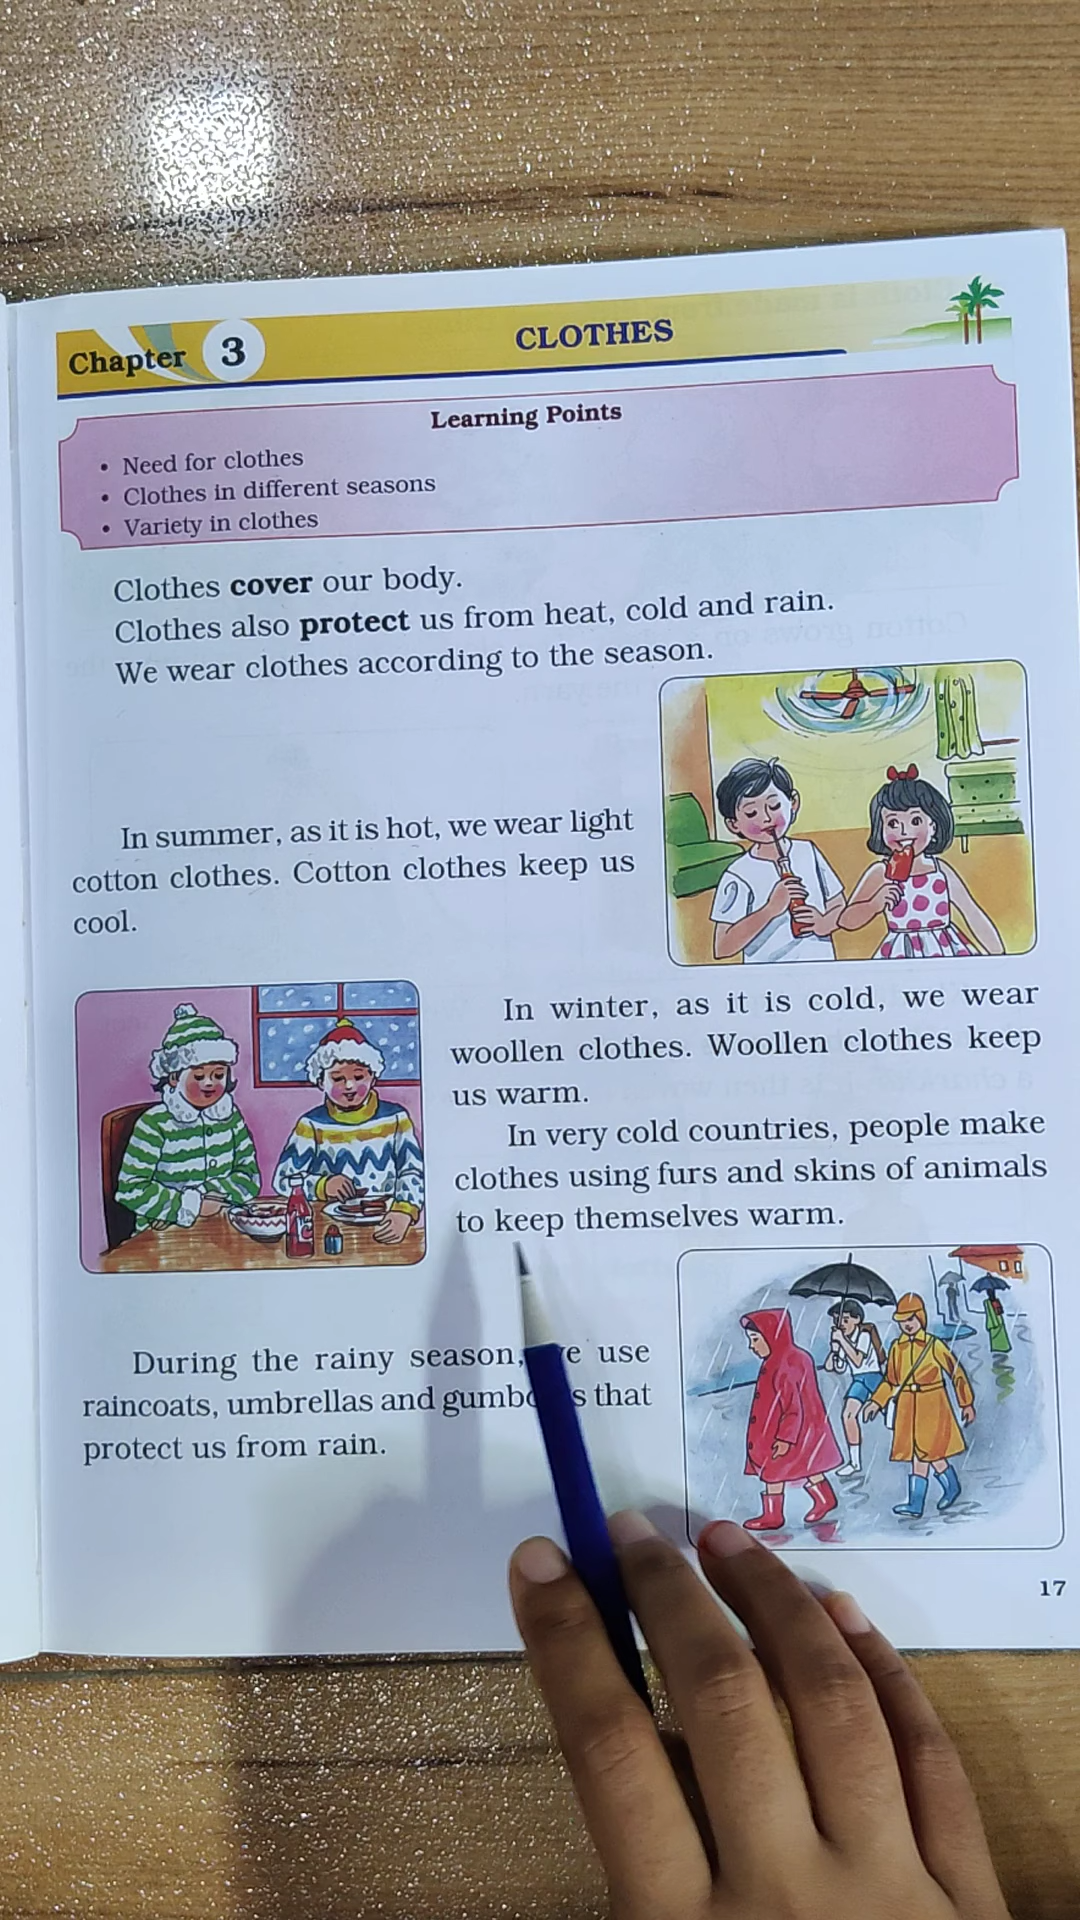 Chapter 3
CLOTHES
Learning Points
• Need for clothes
• Clothes in different seasons
• Variety in clothes
Clothes cover our body.
Clothes also protect us from heat, cold and rain.
We wear clothes according to the season.
In summer, as it is hot, we wear light
cotton clothes. Cotton clothes keep us
cool.
In winter, as it is cold, we wear
woollen clothes. Woollen clothes keep
us warm.
In very cold countries, people make
clothes using furs and skins of animals
to keep themselves warm.
During the rainy season, use
raincoats, umbrellas and that
protect us from rain.
17